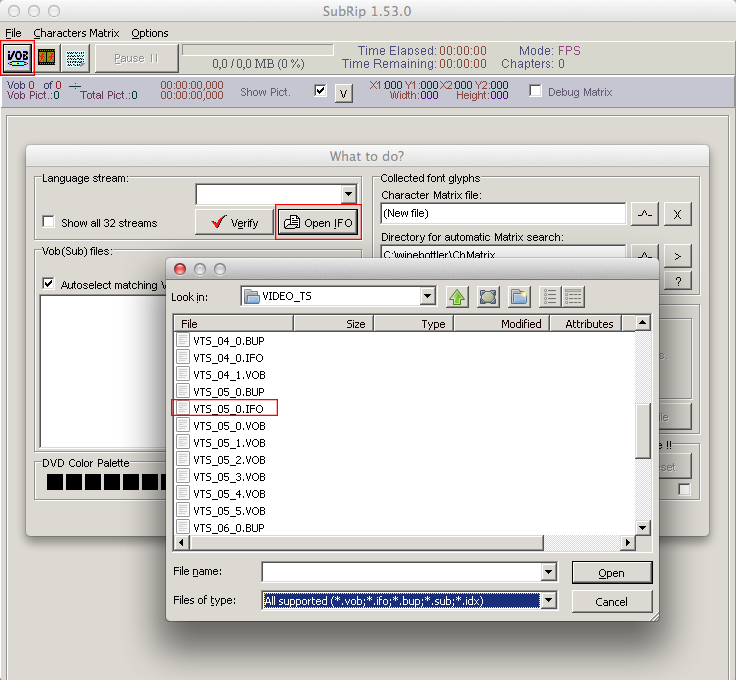 SubRip 1.53.0
File Characters Matrix Options
VOB
Pause II
0,0 / 0,0 MB (0 %)
Time Elapsed: 00:00:00 Mode: FPS
Time Remaining: 00:00:00 Chapters: 0
Vob 0 of 0
Vob Pict.:0 Total Pict.:0
00:00:00,000
00:00:00,000
Show Pict.
V
X1:000 Y1:000 X2:000 Y2:000
Width:000 Height:000
Debug Matrix
What to do?
Language stream:
Show all 32 streams
Verify
Open IFO
Collected font glyphs
Character Matrix file:
(New file)
-^-
X
Directory for automatic Matrix search:
C:\winebottler\ChMatrix
-^-
>
?
Vob(Sub) files:
Autoselect matching V
DVD Color Palette
s.
ile
e !!
eset
Look in: VIDEO_TS
File Size Type Modified Attributes
VTS_04_0.BUP
VTS_04_0.IFO
VTS_04_1.VOB
VTS_05_0.BUP
VTS_05_0.IFO
VTS_05_0.VOB
VTS_05_1.VOB
VTS_05_2.VOB
VTS_05_3.VOB
VTS_05_4.VOB
VTS_05_5.VOB
VTS_06_0.BUP
File name:
Open
Files of type: All supported (*.vob;*.ifo;*.bup;*.sub;*.idx)
Cancel